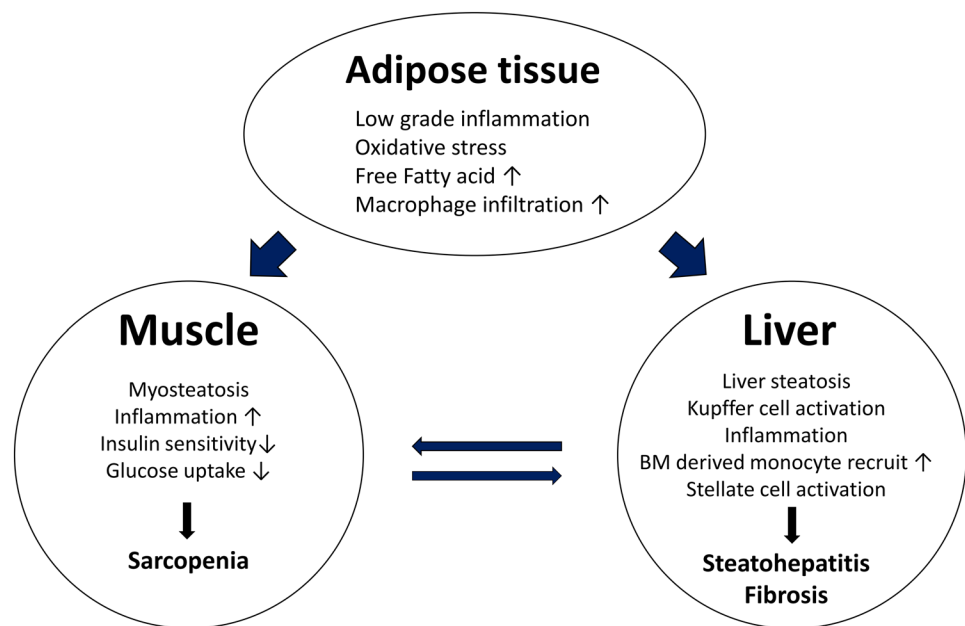 Adipose tissue
Low grade inflammation
Oxidative stress
Free Fatty acid ↑
Macrophage infiltration ↑
Muscle
Myosteatosis
Inflammation ↑
Insulin sensitivity↓
Glucose uptake ↓
Sarcopenia
Liver
Liver steatosis
Kupffer cell activation
Inflammation
BM derived monocyte recruit ↑
Stellate cell activation
Steatohepatitis
Fibrosis